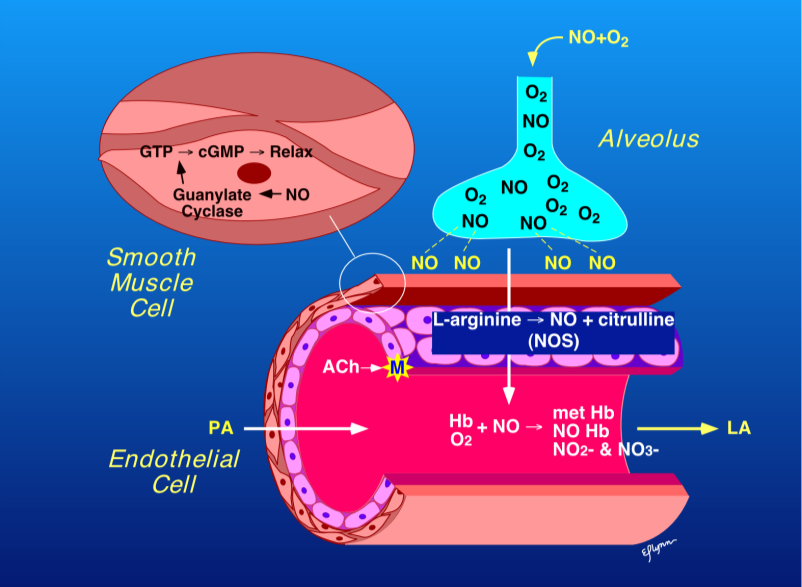 NO+O2
O2
NO
O2
Alveolus
O2 NO O2
O2 O2
NO NO
NO NO NO NO
GTP → cGMP → Relax
Guanylate ← NO
Cyclase
Smooth
Muscle
Cell
L-arginine → NO + citrulline
(NOS)
ACh→ M
PA
Hb + NO → met Hb
O2 NO Hb
NO2- & NO3-
LA
Endothelial
Cell
Eflynn